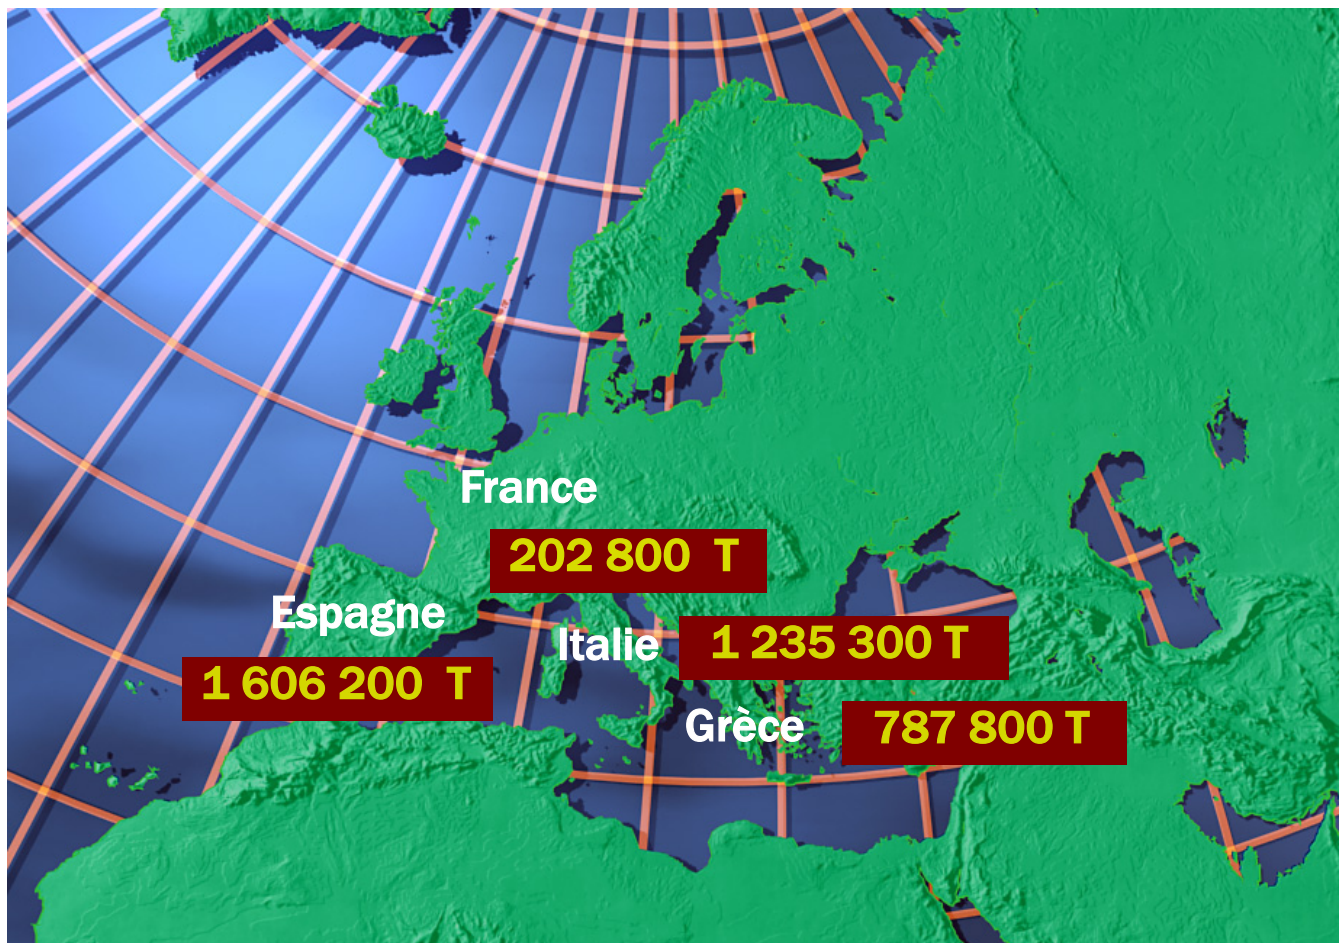 France
202 800 T
Espagne
1 606 200 T
Italie
1 235 300 T
Grèce
787 800 T